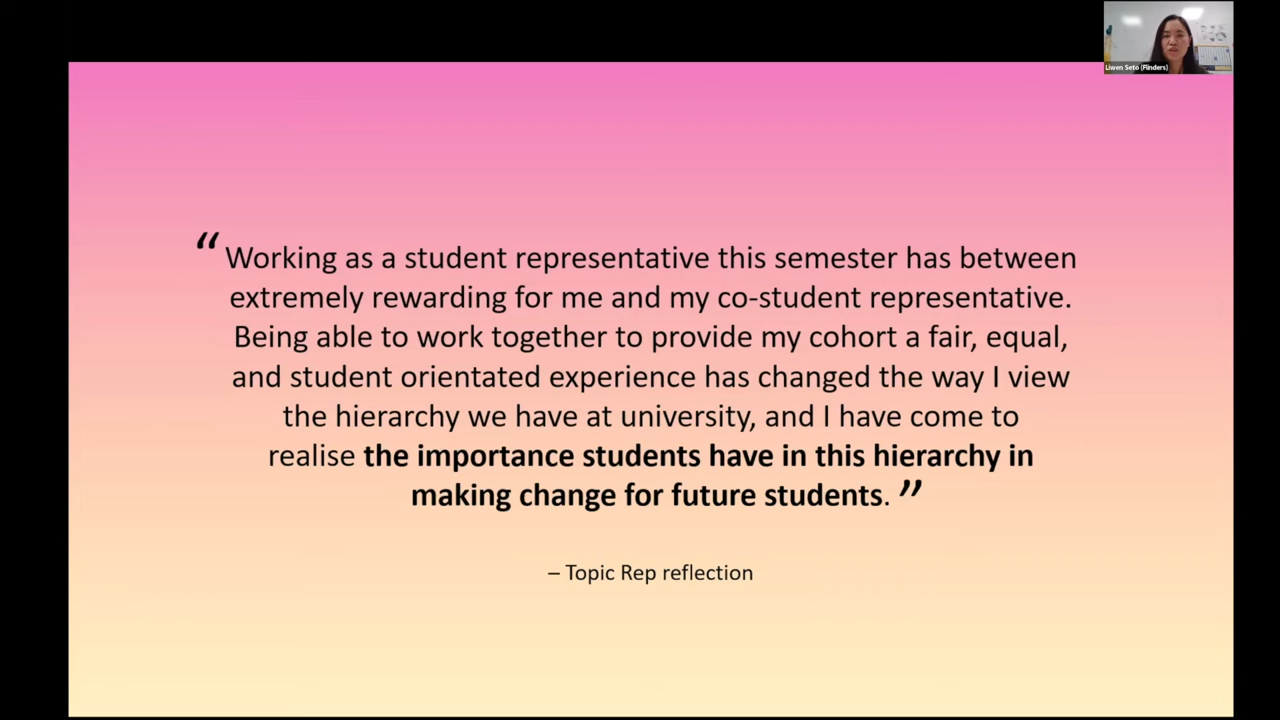 Liwen Seto (Flinders)
“Working as a student representative this semester has between
extremely rewarding for me and my co-student representative.
Being able to work together to provide my cohort a fair, equal,
and student orientated experience has changed the way I view
the hierarchy we have at university, and I have come to
realise the importance students have in this hierarchy in
making change for future students.”
– Topic Rep reflection